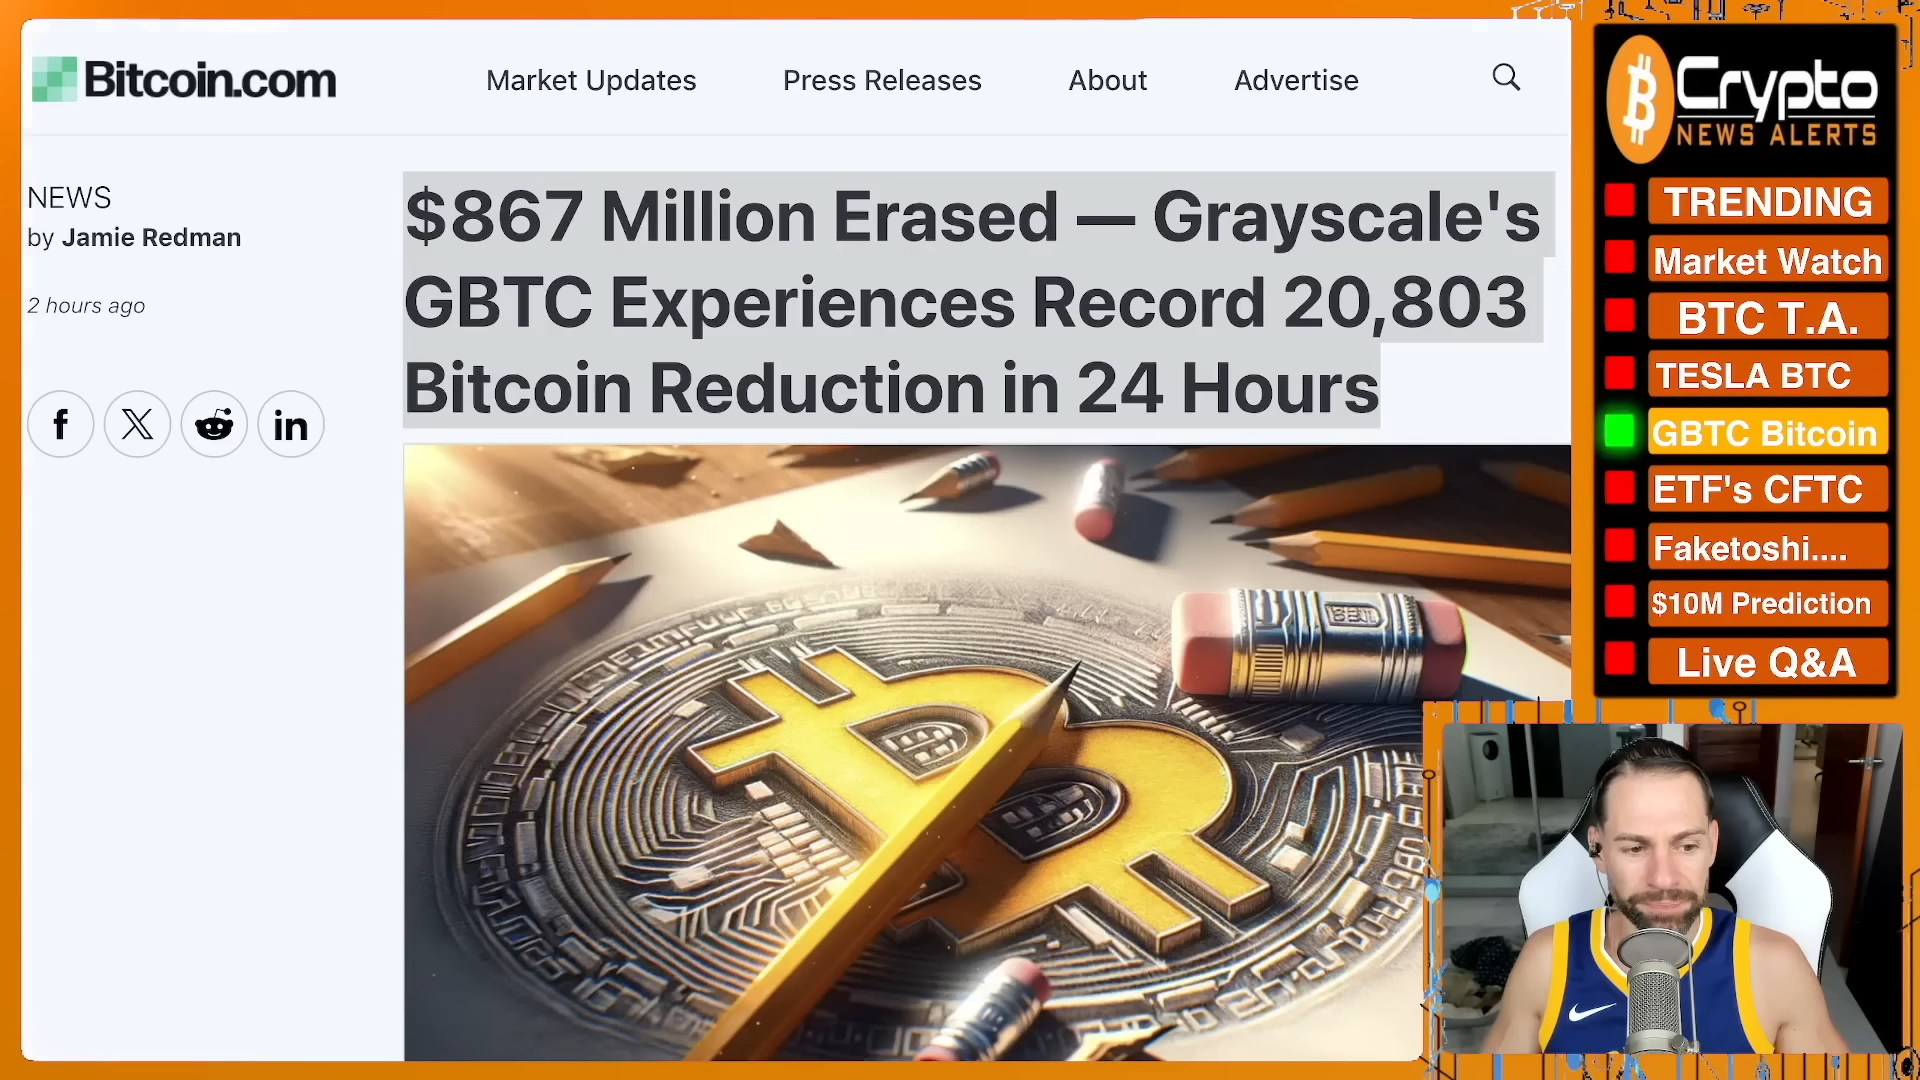 Bitcoin.com
Market Updates
Press Releases
About
Advertise
NEWS
by Jamie Redman
2 hours ago
$867 Million Erased — Grayscale's
GBTC Experiences Record 20,803
Bitcoin Reduction in 24 Hours
Crypto
NEWS ALERTS
TRENDING
Market Watch
BTC T.A.
TESLA BTC
GBTC Bitcoin
ETF's CFTC
Faketoshi....
$10M Prediction
Live Q&A